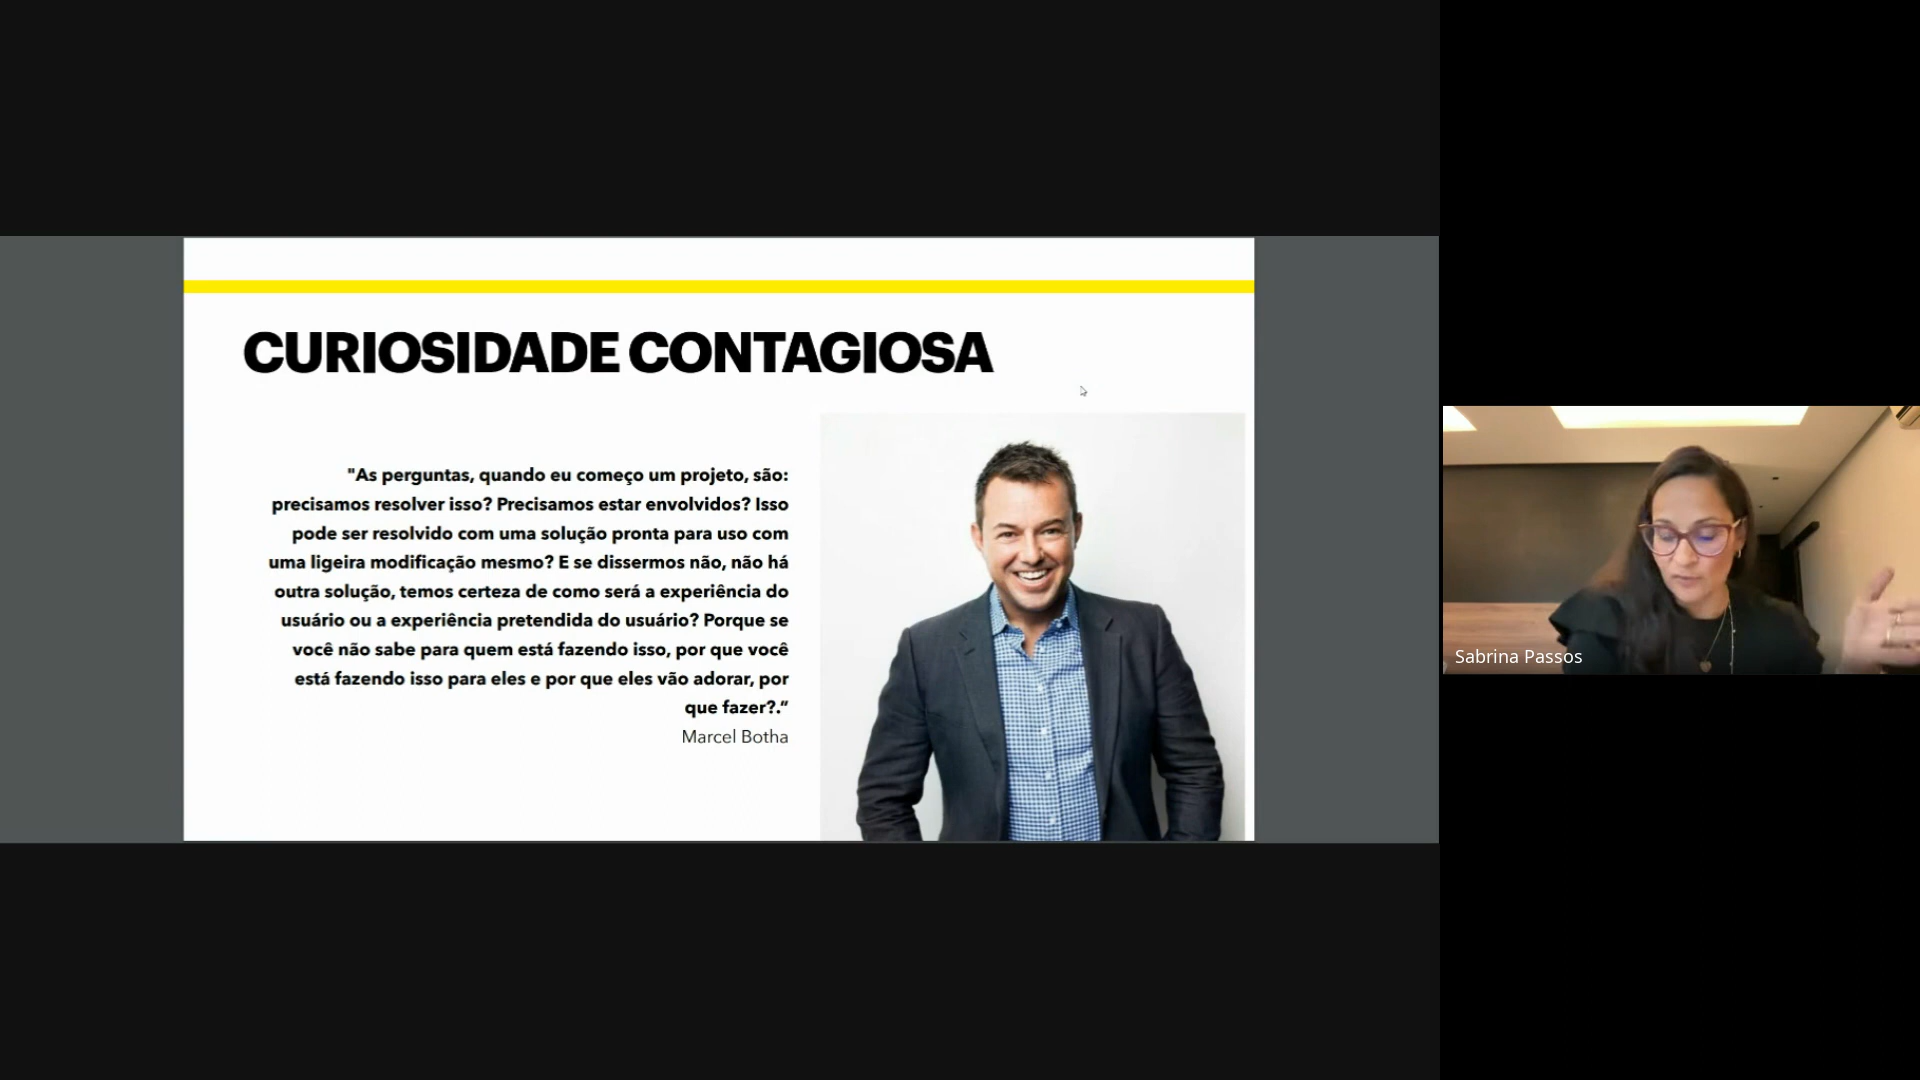 CURIOSIDADE CONTAGIOSA
"As perguntas, quando eu começo um projeto, são:
precisamos resolver isso? Precisamos estar envolvidos? Isso
pode ser resolvido com uma solução pronta para uso com
uma ligeira modificação mesmo? E se dissermos não, não há
outra solução, temos certeza de como será a experiência do
usuário ou a experiência pretendida do usuário? Porque se
você não sabe para quem está fazendo isso, por que você
está fazendo isso para eles e por que eles vão adorar, por
que fazer?.”
Marcel Botha
Sabrina Passos